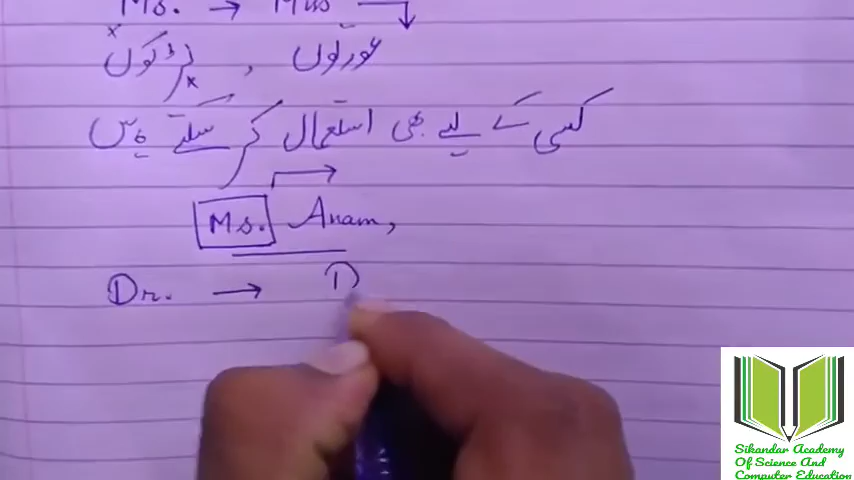 Ms. → Miss
عورتوں , لڑکوں
کسی کے لیے بھی استعمال کر سکتے ہیں
Ms. Anam,
Dr. → D
Sikandar Academy
Of Science And
Computer Education